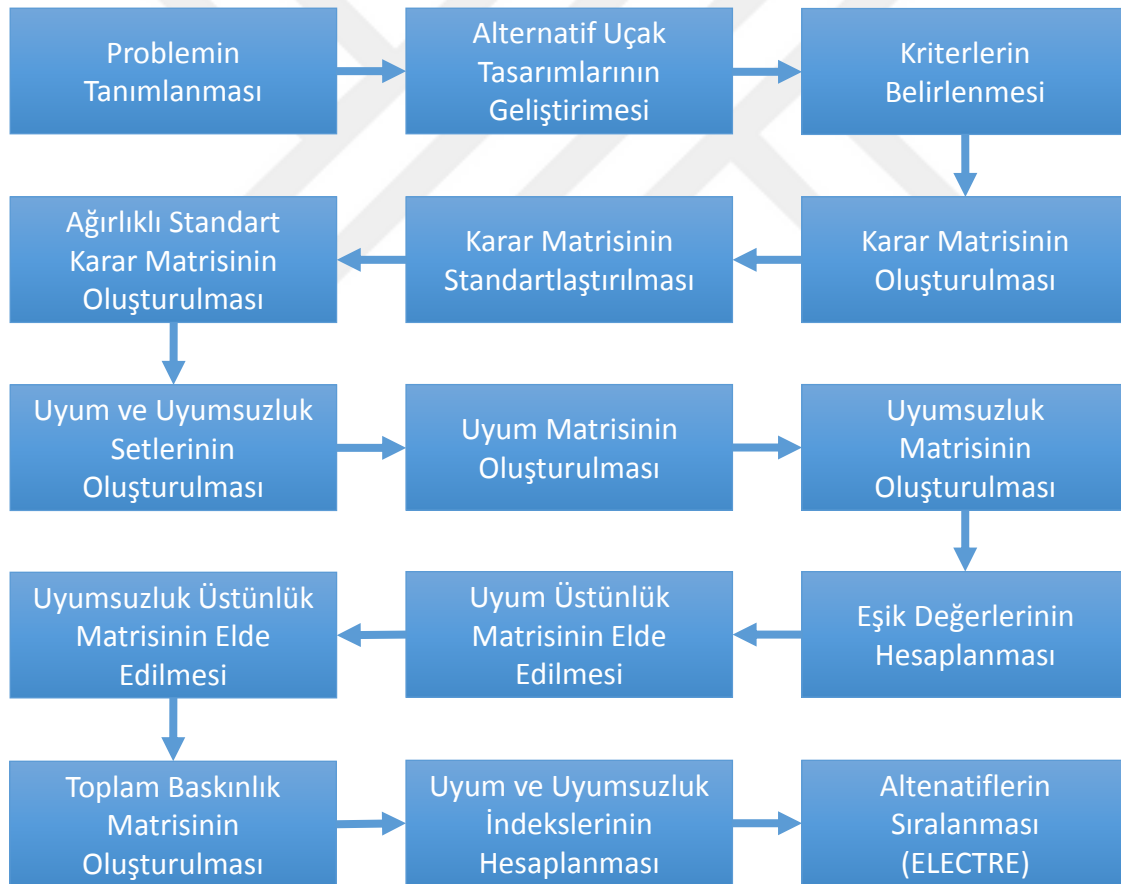 Problemin
Tanımlanması
Alternatif Uçak
Tasarımlarının
Geliştirimesi
Kriterlerin
Belirlenmesi
Karar Matrisinin
Oluşturulması
Karar Matrisinin
Standartlaştırılması
Ağırlıklı Standart
Karar Matrisinin
Oluşturulması
Uyum ve Uyumsuzluk
Setlerinin
Oluşturulması
Uyum Matrisinin
Oluşturulması
Uyumsuzluk
Matrisinin
Oluşturulması
Eşik Değerlerinin
Hesaplanması
Uyum Üstünlük
Matrisinin Elde
Edilmesi
Uyumsuzluk Üstünlük
Matrisinin Elde
Edilmesi
Toplam Baskınlık
Matrisinin
Oluşturulması
Uyum ve Uyumsuzluk
İndekslerinin
Hesaplanması
Altenatiflerin
Sıralanması
(ELECTRE)